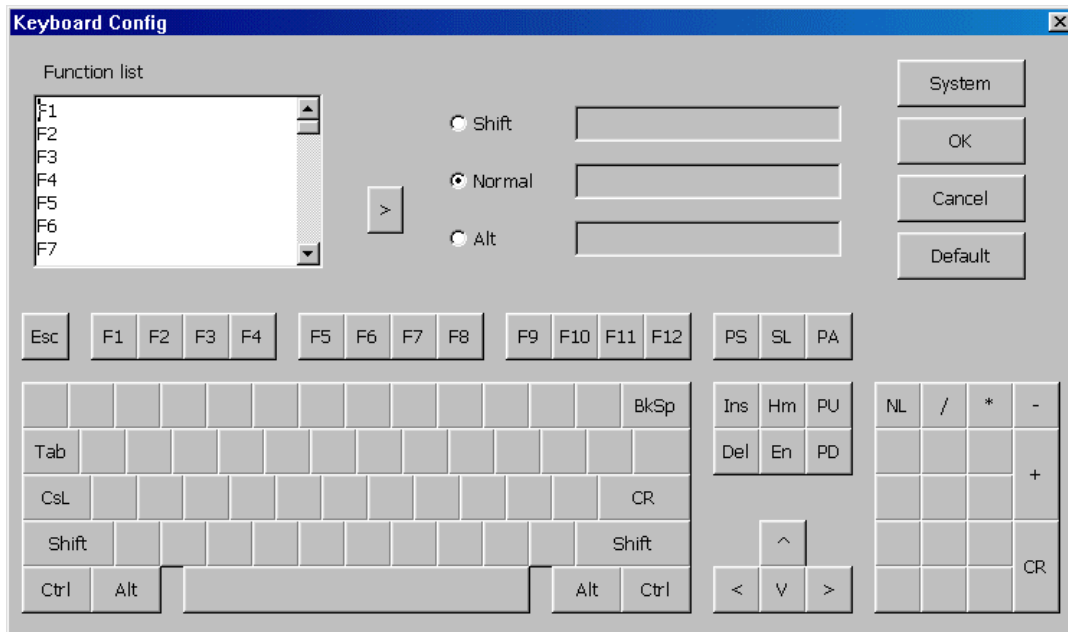 Keyboard Config
Function list
F1
F2
F3
F4
F5
F6
F7
>
Shift
Normal
Alt
System
OK
Cancel
Default
Esc F1 F2 F3 F4 F5 F6 F7 F8 F9 F10 F11 F12 PS SL PA
BkSp Ins Hm PU NL / * -
Tab Del En PD
+
CsL CR
Shift Shift ^
CR
Ctrl Alt Alt Ctrl < V >